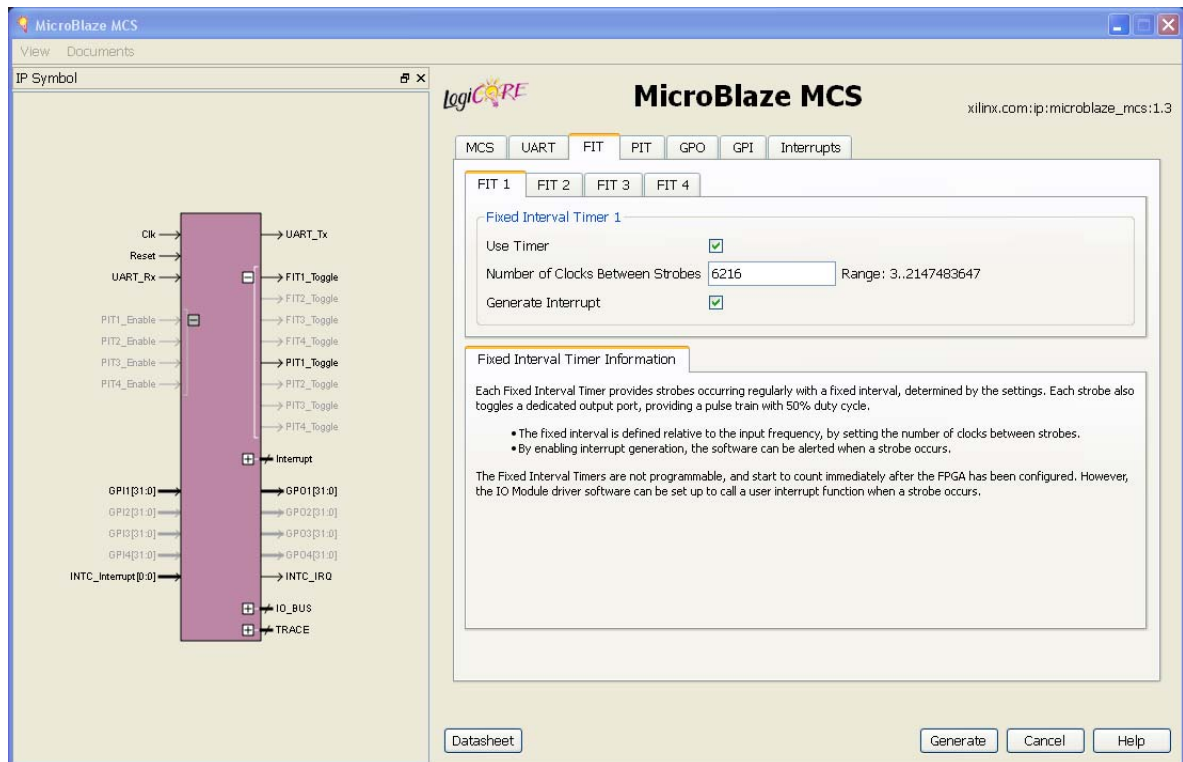 MicroBlaze MCS
View Documents
IP Symbol
Clk
Reset
UART_Rx
PIT1_Enable
PIT2_Enable
PIT3_Enable
PIT4_Enable
GPI1[31:0]
GPI2[31:0]
GPI3[31:0]
GPI4[31:0]
INTC_Interrupt[0:0]
UART_Tx
FIT1_Toggle
FIT2_Toggle
FIT3_Toggle
FIT4_Toggle
PIT1_Toggle
PIT2_Toggle
PIT3_Toggle
PIT4_Toggle
Interrupt
GPO1[31:0]
GPO2[31:0]
GPO3[31:0]
GPO4[31:0]
INTC_IRQ
IO_BUS
TRACE
LogiCORE
MicroBlaze MCS
xilinx.com:ip:microblaze_mcs:1.3
MCS UART FIT PIT GPO GPI Interrupts
FIT 1 FIT 2 FIT 3 FIT 4
Fixed Interval Timer 1
Use Timer
Number of Clocks Between Strobes 6216 Range: 3..2147483647
Generate Interrupt
Fixed Interval Timer Information
Each Fixed Interval Timer provides strobes occurring regularly with a fixed interval, determined by the settings. Each strobe also
toggles a dedicated output port, providing a pulse train with 50% duty cycle.
• The fixed interval is defined relative to the input frequency, by setting the number of clocks between strobes.
• By enabling interrupt generation, the software can be alerted when a strobe occurs.
The Fixed Interval Timers are not programmable, and start to count immediately after the FPGA has been configured. However,
the IO Module driver software can be set up to call a user interrupt function when a strobe occurs.
Datasheet Generate Cancel Help